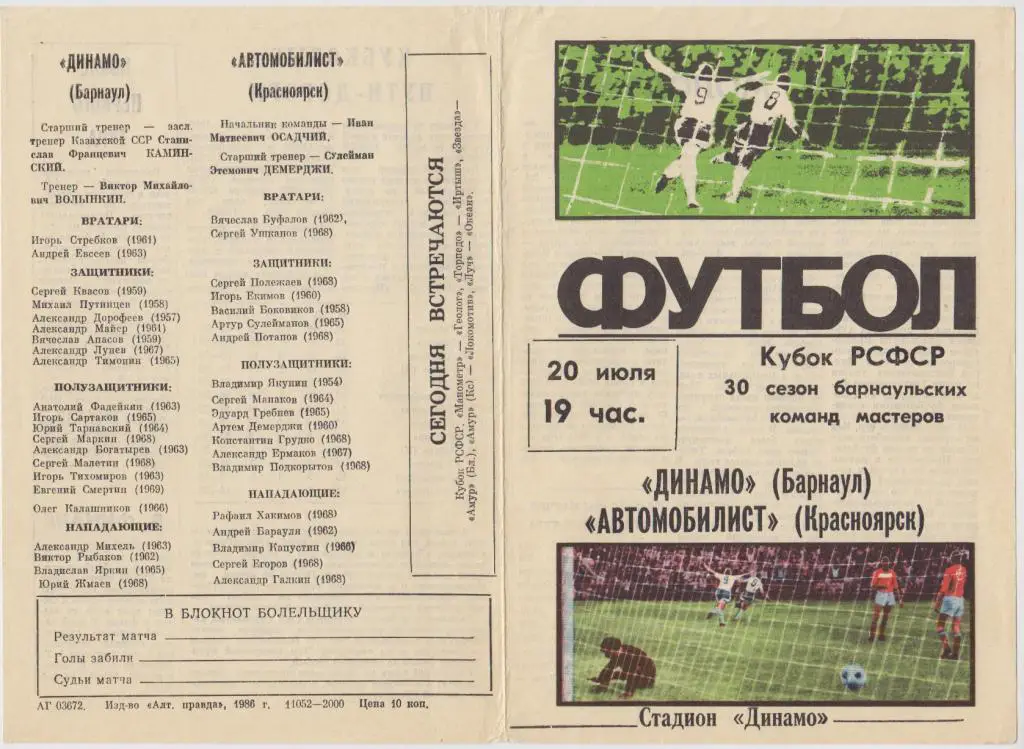 «ДИНАМО»
(Барнаул)
Старший тренер — засл.
тренер Казахской ССР Стани-
слав Францевич КАМИН-
СКИЙ.
Тренер — Виктор Михайло-
вич ВОЛЫНКИН.
ВРАТАРИ:
Игорь Стребков (1961)
Андрей Евсеев (1963)
ЗАЩИТНИКИ:
Сергей Квасов (1959)
Михаил Путинцев (1958)
Александр Дорофеев (1957)
Александр Майер (1961)
Вячеслав Апасов (1959)
Александр Лунев (1967)
Александр Тимонин (1965)
ПОЛУЗАЩИТНИКИ:
Анатолий Фадейкин (1963)
Игорь Сартаков (1965)
Юрий Тарнавский (1964)
Сергей Маркин (1968)
Александр Богатырев (1963)
Сергей Малетин (1968)
Игорь Тихомиров (1963)
Евгений Смертин (1969)
Олег Калашников (1966)
НАПАДАЮЩИЕ:
Александр Михель (1963)
Виктор Рыбаков (1962)
Владислав Яркин (1965)
Юрий Жмаев (1968)
«АВТОМОБИЛИСТ»
(Красноярск)
Начальник команды — Иван
Матвеевич ОСАДЧИЙ.
Старший тренер — Сулейман
Этемович ДЕМЕРДЖИ.
ВРАТАРИ:
Вячеслав Буфалов (1962),
Сергей Ушканов (1968)
ЗАЩИТНИКИ:
Сергей Полежаев (1968)
Игорь Екимов (1960)
Василий Боковиков (1958)
Артур Сулейманов (1965)
Андрей Потапов (1968)
ПОЛУЗАЩИТНИКИ:
Владимир Якунин (1954)
Сергей Манаков (1964)
Эдуард Гребнев (1965)
Артем Демерджи (1960)
Константин Грудко (1968)
Александр Ермаков (1967)
Владимир Подкорытов (1968)
НАПАДАЮЩИЕ:
Рафаил Хакимов (1968)
Андрей Барауля (1962)
Владимир Капустин (1966)
Сергей Егоров (1968)
Александр Галкин (1968)
СЕГОДНЯ ВСТРЕЧАЮТСЯ
Кубок РСФСР. «Манометр» — «Геолог», «Торпедо» — «Иртыш», «Звезда»—
«Амур» (Бл.), «Амур» (Кс) — «Локомотив», «Луч» — «Океан».
В БЛОКНОТ БОЛЕЛЬЩИКУ
Результат матча
Голы забили
Судьи матча
АГ 03672. Изд-во «Алт. правда», 1986 г. 11052—2000 Цена 10 коп.
9
8
ФУТБОЛ
20 июля
19 час.
Кубок РСФСР
30 сезон барнаульских
команд мастеров
«ДИНАМО» (Барнаул)
«АВТОМОБИЛИСТ» (Красноярск)
Стадион «Динамо»